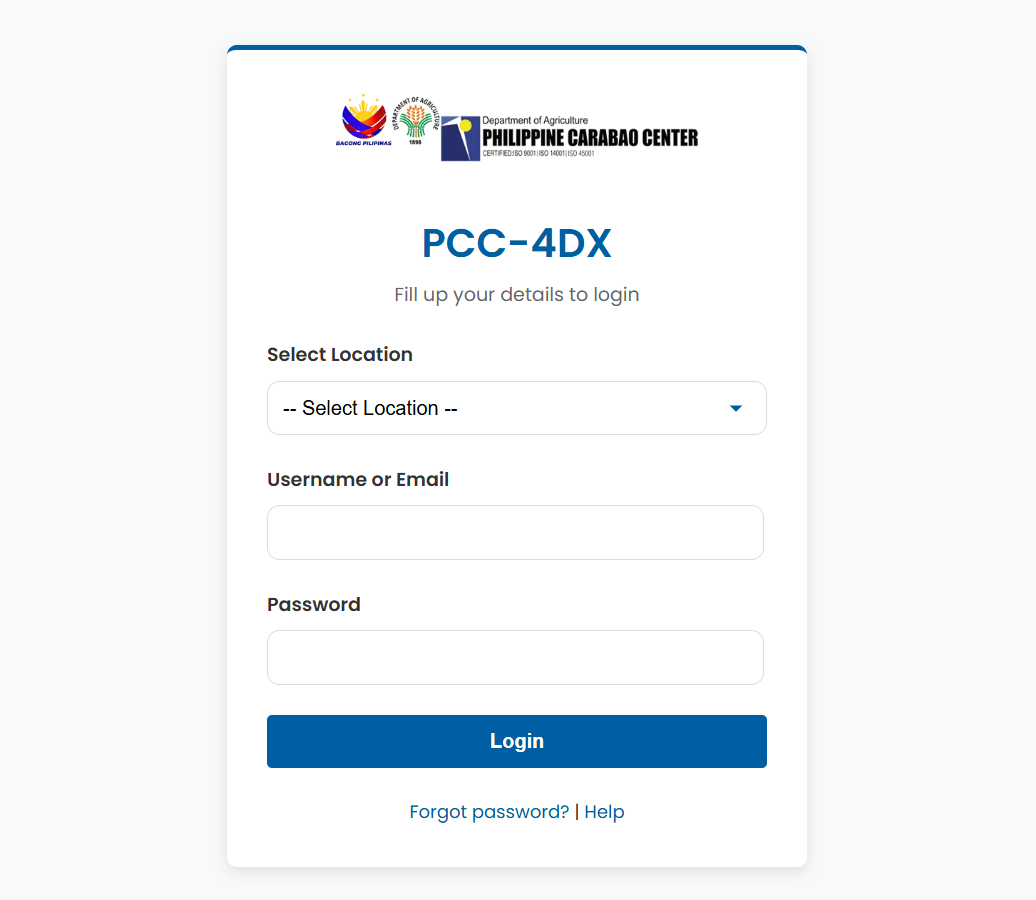 BAGONG PILIPINAS
DEPARTMENT OF AGRICULTURE
1898
Department of Agriculture
PHILIPPINE CARABAO CENTER
CERTIFIED:ISO 9001|ISO 14001|ISO 45001
PCC-4DX
Fill up your details to login
Select Location
-- Select Location --
Username or Email
Password
Login
Forgot password? | Help